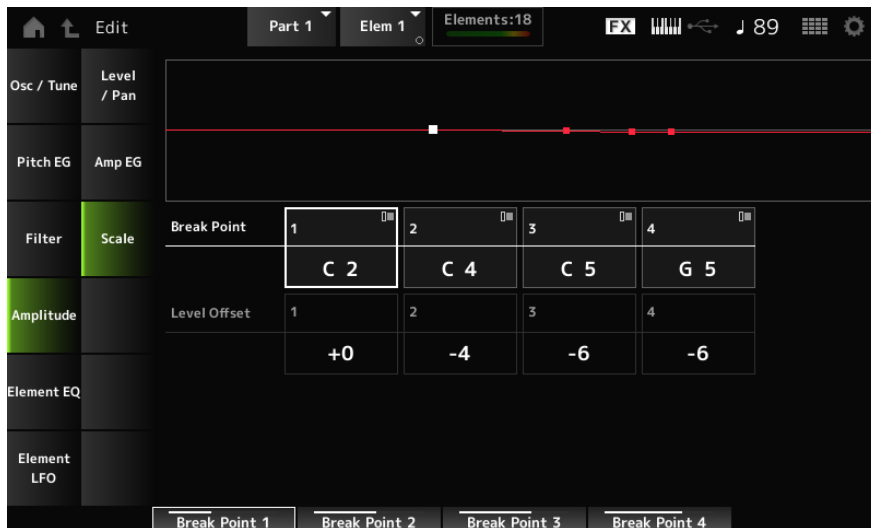 Edit
Part 1
Elem 1
Elements:18
FX
♩ 89
Osc / Tune
Level
/ Pan
Pitch EG
Amp EG
Filter
Scale
Amplitude
Element EQ
Element
LFO
Break Point
1
2
3
4
C 2
C 4
C 5
G 5
Level Offset
1
2
3
4
+0
-4
-6
-6
Break Point 1
Break Point 2
Break Point 3
Break Point 4